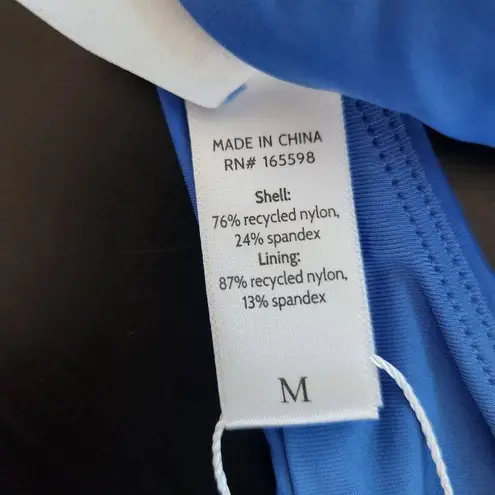 MADE IN CHINA
RN# 165598
Shell:
76% recycled nylon,
24% spandex
Lining:
87% recycled nylon,
13% spandex
M